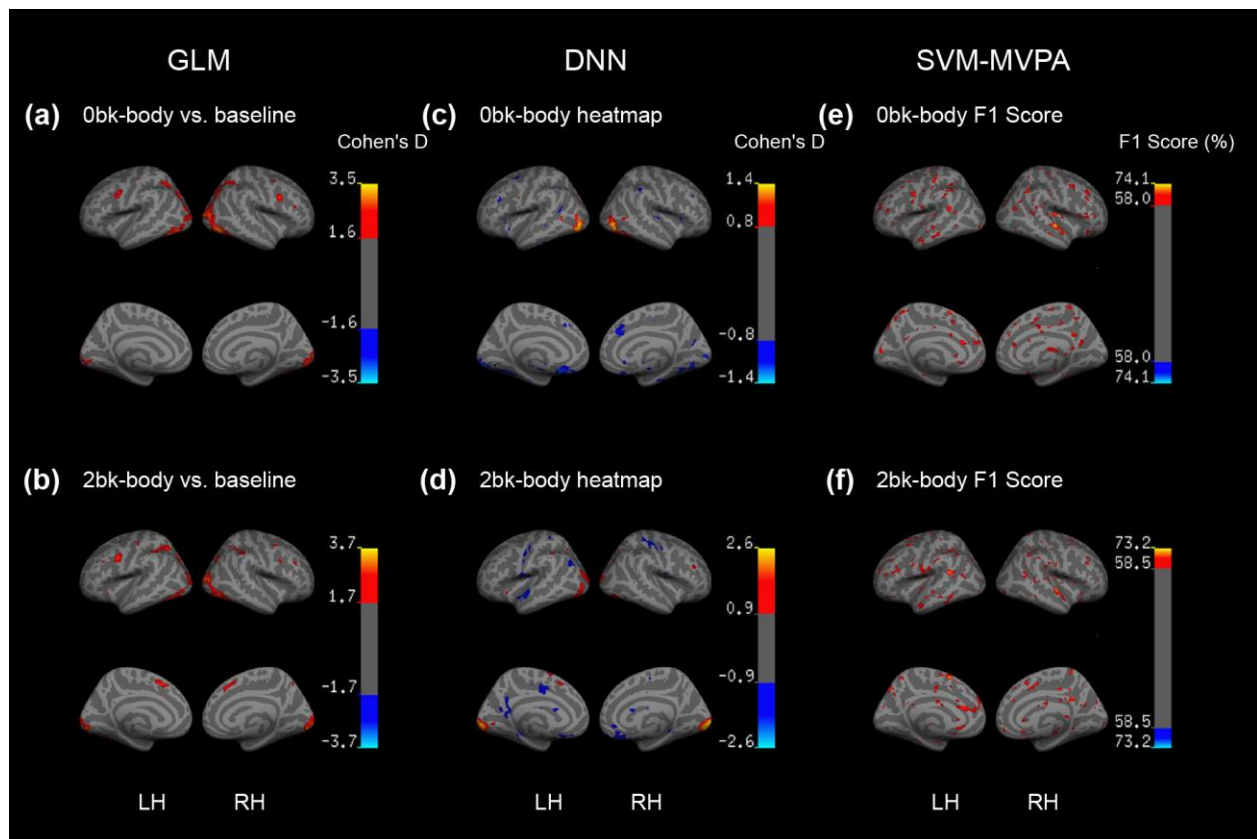 GLM
DNN
SVM-MVPA
(a) 0bk-body vs. baseline
(c) 0bk-body heatmap
(e) 0bk-body F1 Score
Cohen's D
Cohen's D
F1 Score (%)
3.5
1.6
-1.6
-3.5
1.4
0.8
-0.8
-1.4
74.1
58.0
58.0
74.1
(b) 2bk-body vs. baseline
(d) 2bk-body heatmap
(f) 2bk-body F1 Score
3.7
1.7
-1.7
-3.7
2.6
0.9
-0.9
-2.6
73.2
58.5
58.5
73.2
LH RH
LH RH
LH RH